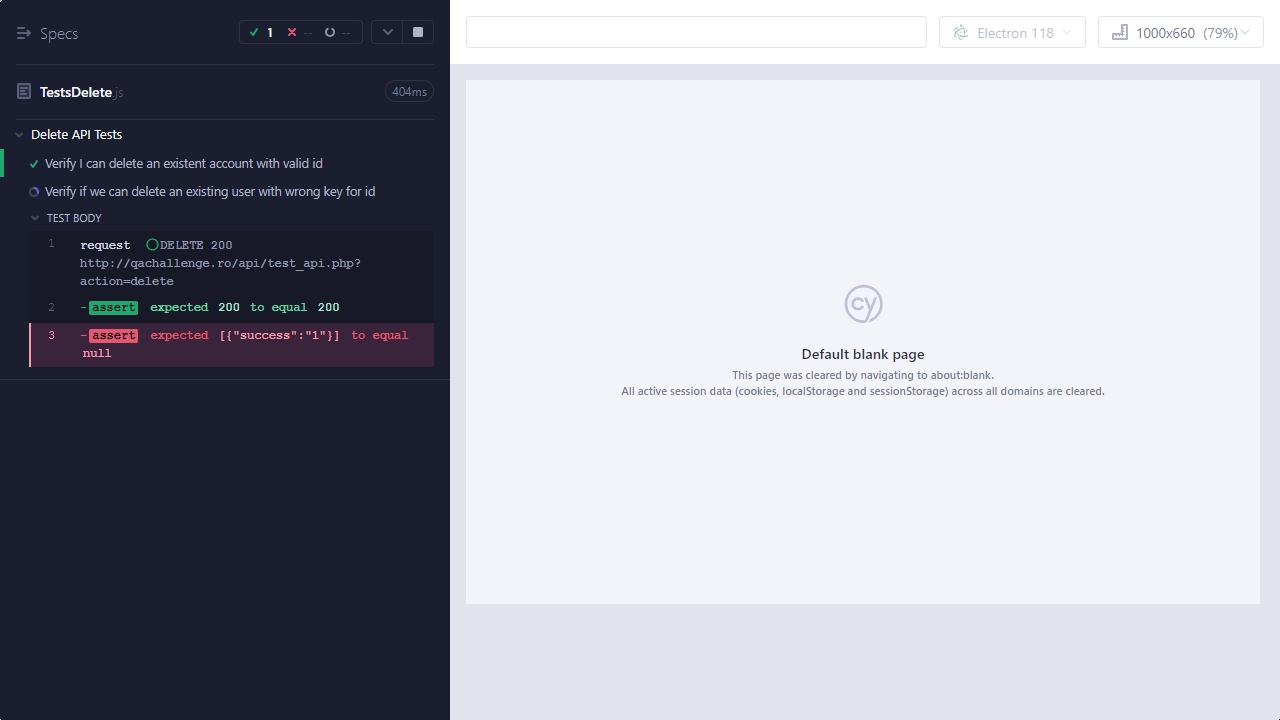 Specs
1 -- --
TestsDelete.js 404ms
Delete API Tests
Verify I can delete an existent account with valid id
Verify if we can delete an existing user with wrong key for id
TEST BODY
1 request DELETE 200
http://qachallenge.ro/api/test_api.php?
action=delete
2 -assert expected 200 to equal 200
3 -assert expected [{"success":"1"}] to equal
null
Electron 118
1000x660 (79%)
cy
Default blank page
This page was cleared by navigating to about:blank.
All active session data (cookies, localStorage and sessionStorage) across all domains are cleared.